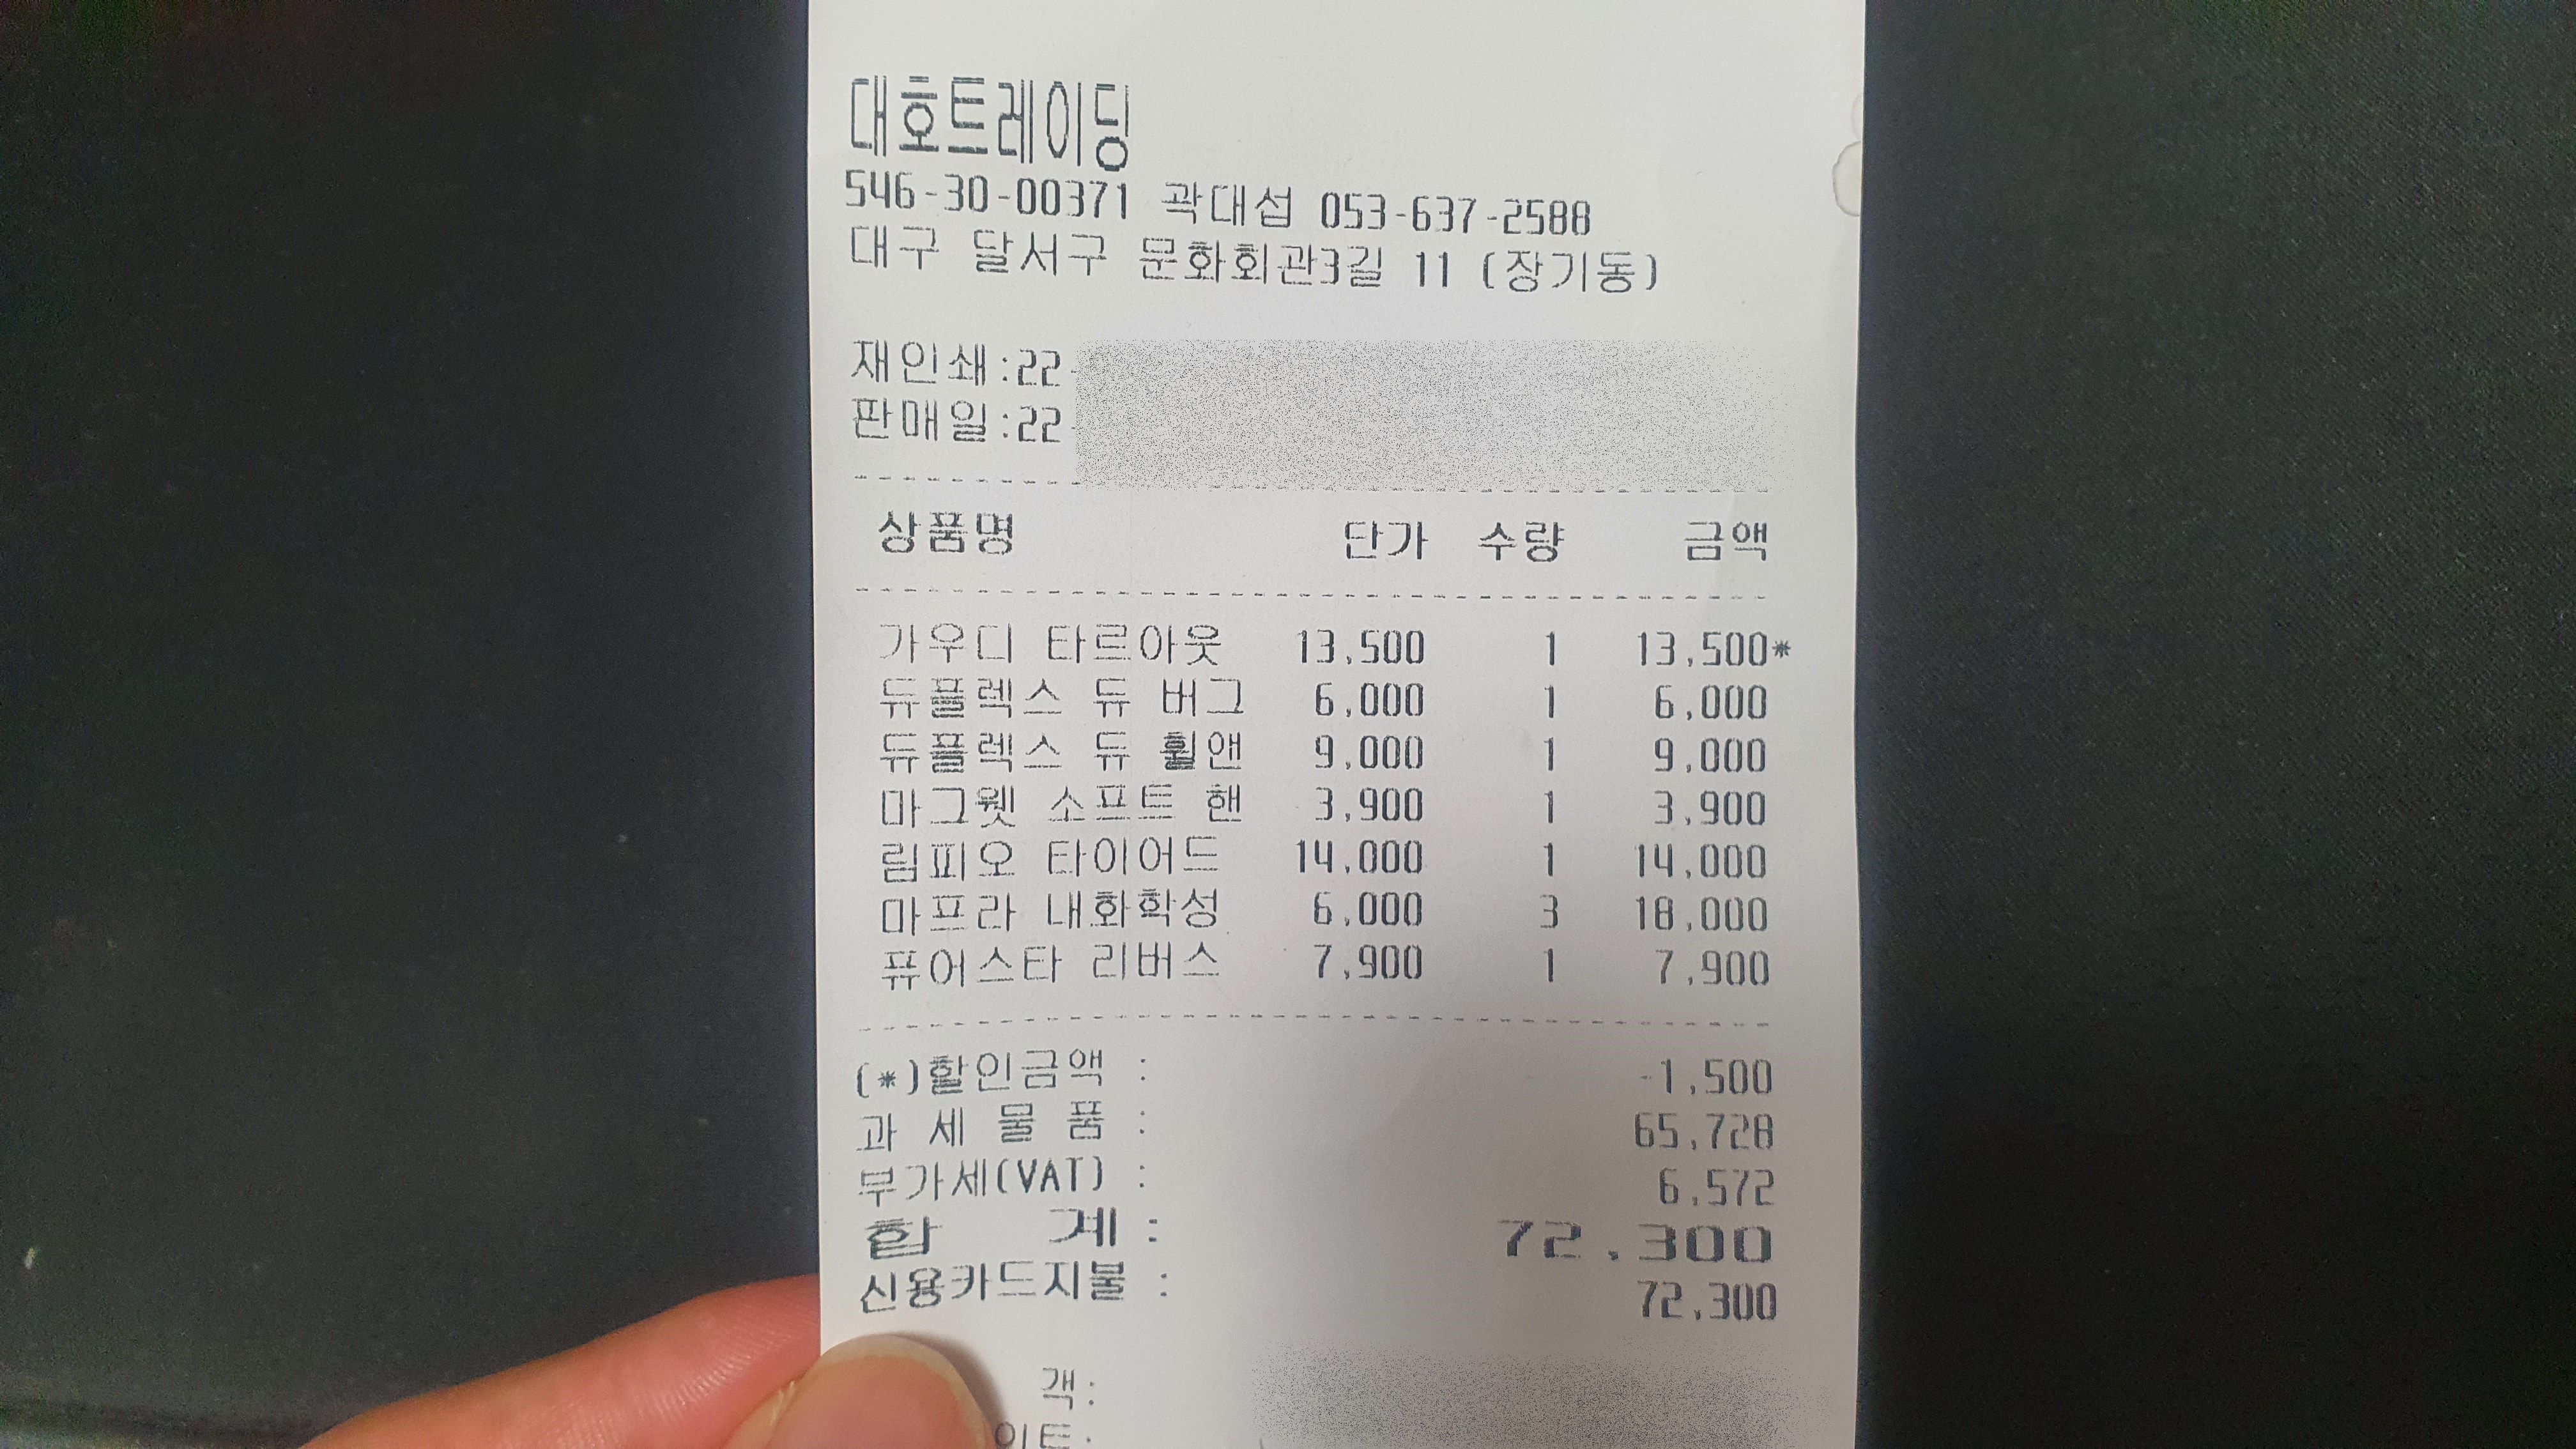 대호트레이딩
546-30-00371 곽대섭 053-637-2588
대구 달서구 문화회관3길 11 (장기동)
재인쇄:22-
판매일:22-
상품명 단가 수량 금액
가우디 타르아웃 13,500 1 13,500*
듀플렉스 듀 버그 6,000 1 6,000
듀플렉스 듀 휠앤 9,000 1 9,000
마그웻 소프트 핸 3,900 1 3,900
림피오 타이어드 14,000 1 14,000
마프라 내화학성 6,000 3 18,000
퓨어스타 리버스 7,900 1 7,900
(*)할인금액 : -1,500
과 세 물 품 : 65,728
부가세(VAT) : 6,572
합 계 : 72,300
신용카드지불 : 72,300
객: